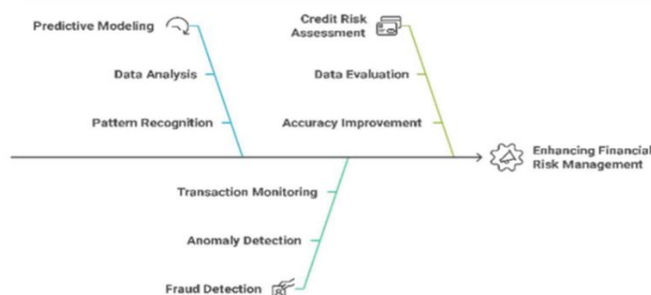 Predictive Modeling
Data Analysis
Pattern Recognition
Credit Risk
Assessment
Data Evaluation
Accuracy Improvement
Enhancing Financial
Risk Management
Transaction Monitoring
Anomaly Detection
Fraud Detection